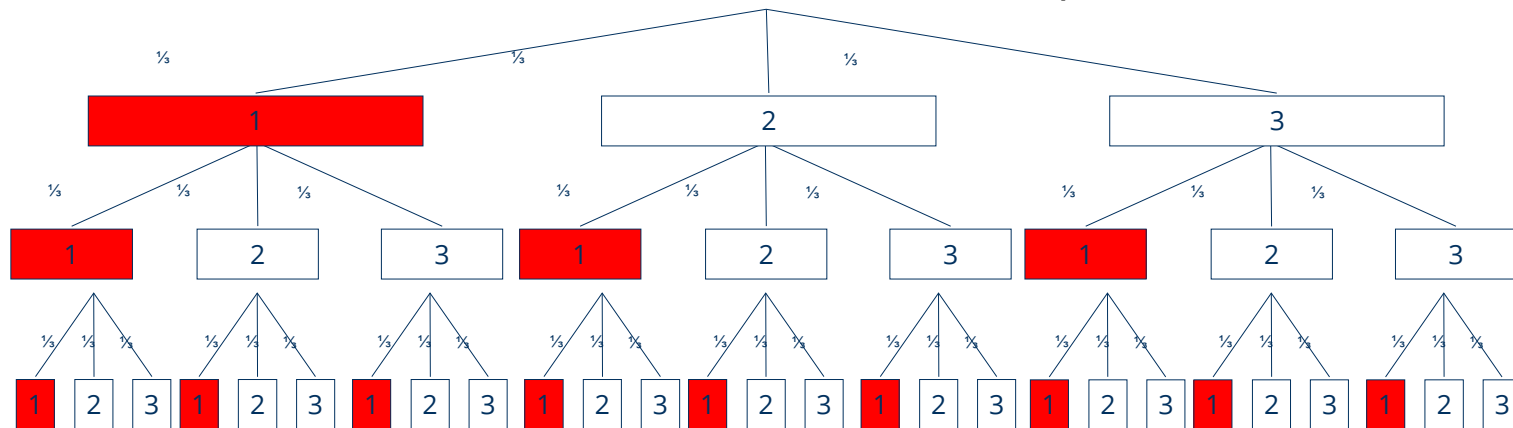 ⅓ ⅓ ⅓
1 2 3
⅓ ⅓ ⅓ ⅓ ⅓ ⅓ ⅓ ⅓ ⅓
1 2 3 1 2 3 1 2 3
⅓ ⅓ ⅓ ⅓ ⅓ ⅓ ⅓ ⅓ ⅓ ⅓ ⅓ ⅓ ⅓ ⅓ ⅓ ⅓ ⅓ ⅓ ⅓ ⅓ ⅓ ⅓ ⅓ ⅓ ⅓ ⅓ ⅓
1 2 3 1 2 3 1 2 3 1 2 3 1 2 3 1 2 3 1 2 3 1 2 3 1 2 3